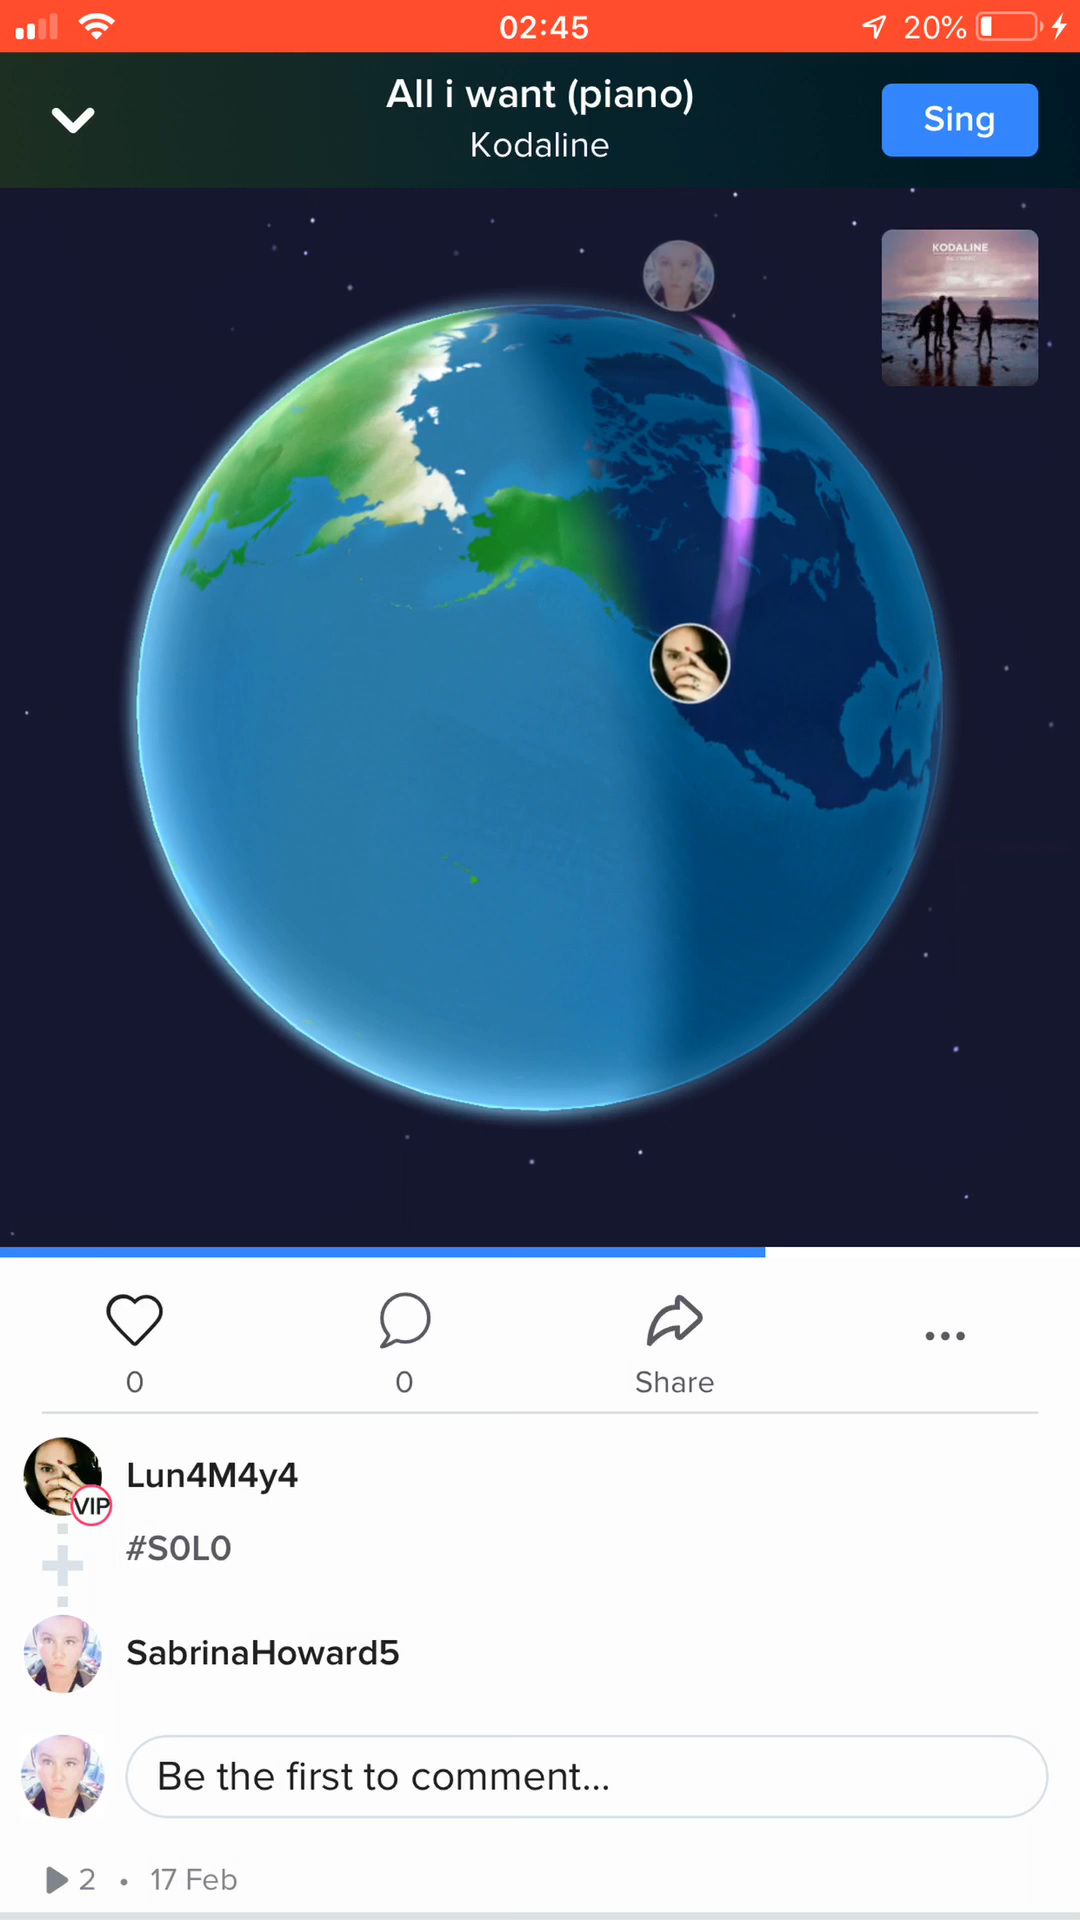 02:45
20%
All i want (piano)
Kodaline
Sing
KODALINE
0
0
Share
Lun4M4y4
VIP
#S0L0
SabrinaHoward5
Be the first to comment...
2 • 17 Feb